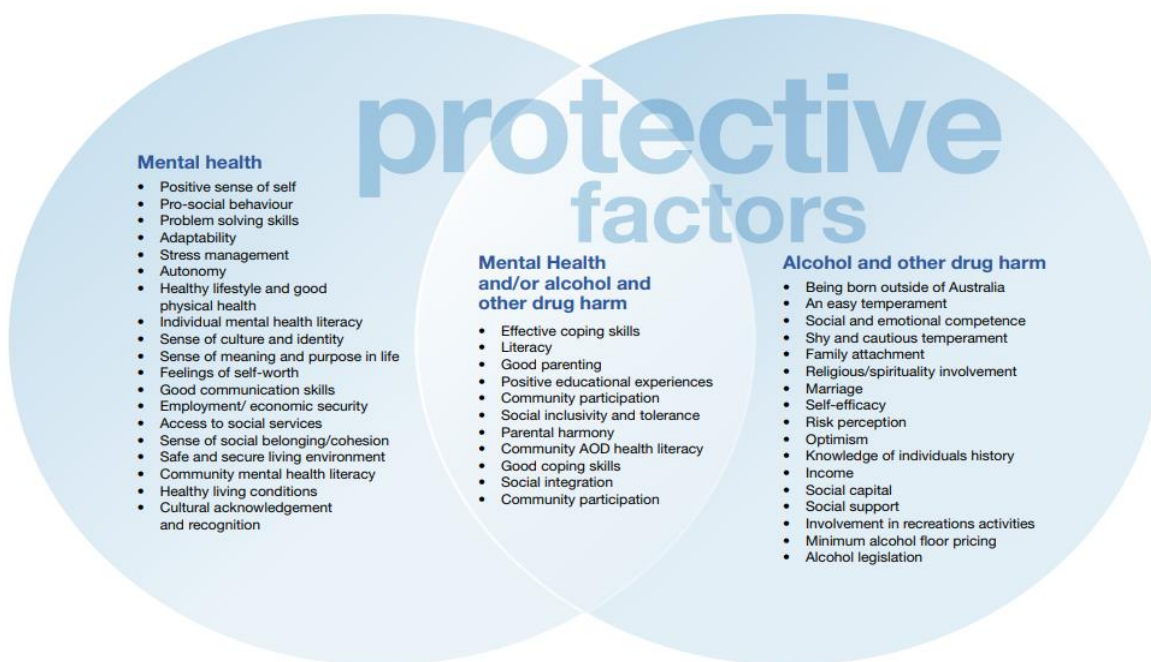 protective
factors
Mental health
• Positive sense of self
• Pro-social behaviour
• Problem solving skills
• Adaptability
• Stress management
• Autonomy
• Healthy lifestyle and good
physical health
• Individual mental health literacy
• Sense of culture and identity
• Sense of meaning and purpose in life
• Feelings of self-worth
• Good communication skills
• Employment/ economic security
• Access to social services
• Sense of social belonging/cohesion
• Safe and secure living environment
• Community mental health literacy
• Healthy living conditions
• Cultural acknowledgement
and recognition
Mental Health
and/or alcohol and
other drug harm
• Effective coping skills
• Literacy
• Good parenting
• Positive educational experiences
• Community participation
• Social inclusivity and tolerance
• Parental harmony
• Community AOD health literacy
• Good coping skills
• Social integration
• Community participation
Alcohol and other drug harm
• Being born outside of Australia
• An easy temperament
• Social and emotional competence
• Shy and cautious temperament
• Family attachment
• Religious/spirituality involvement
• Marriage
• Self-efficacy
• Risk perception
• Optimism
• Knowledge of individuals history
• Income
• Social capital
• Social support
• Involvement in recreations activities
• Minimum alcohol floor pricing
• Alcohol legislation